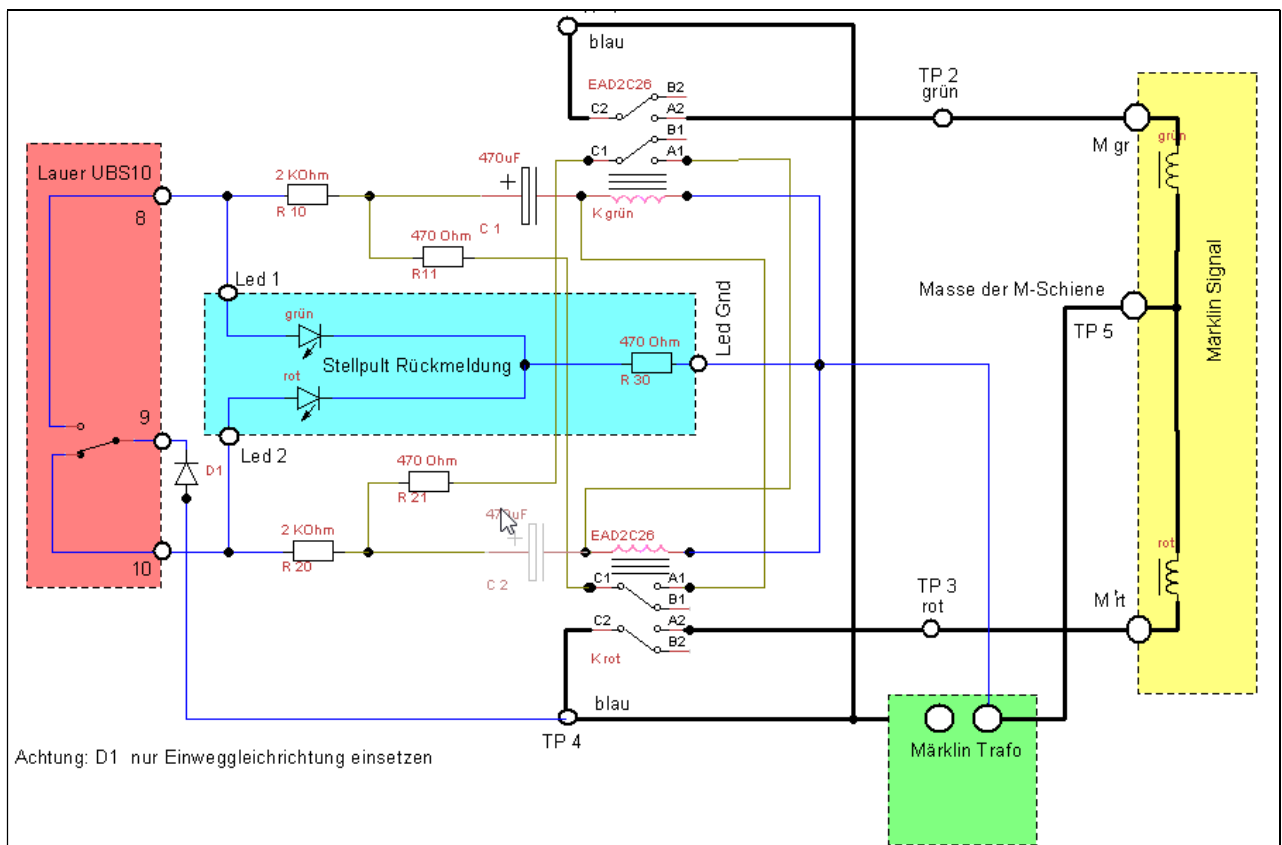 blau
EAD2C26
B2
C2
A2
B1
C1
A1
TP 2
grün
M gr
grün
Lauer UBS10
8
2 KOhm
R 10
470uF
+
C 1
K grün
470 Ohm
R11
Led 1
grün
Stellpult Rückmeldung
rot
470 Ohm
R 30
Led Gnd
Masse der M-Schiene
TP 5
Märklin Signal
9
D1
Led 2
470 Ohm
R 21
470uF
+
C 2
2 KOhm
R 20
10
EAD2C26
C1
A1
B1
C2
A2
B2
K rot
TP 3
rot
rot
blau
TP 4
Märklin Trafo
Achtung: D1 nur Einweggleichrichtung einsetzen